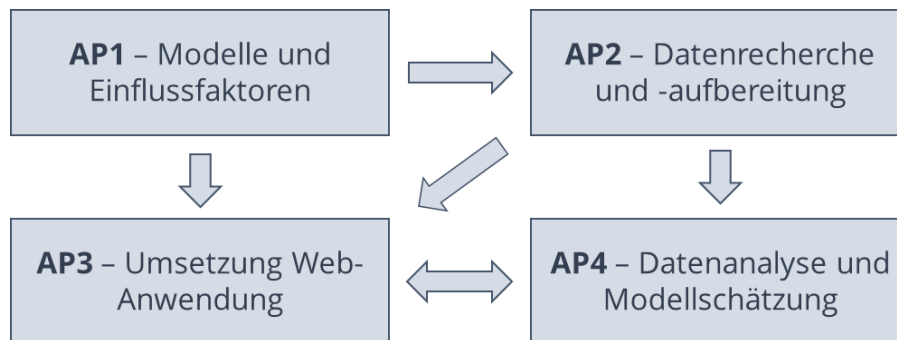 AP1 – Modelle und
Einflussfaktoren
AP2 – Datenrecherche
und -aufbereitung
AP3 – Umsetzung Web-
Anwendung
AP4 – Datenanalyse und
Modellschätzung